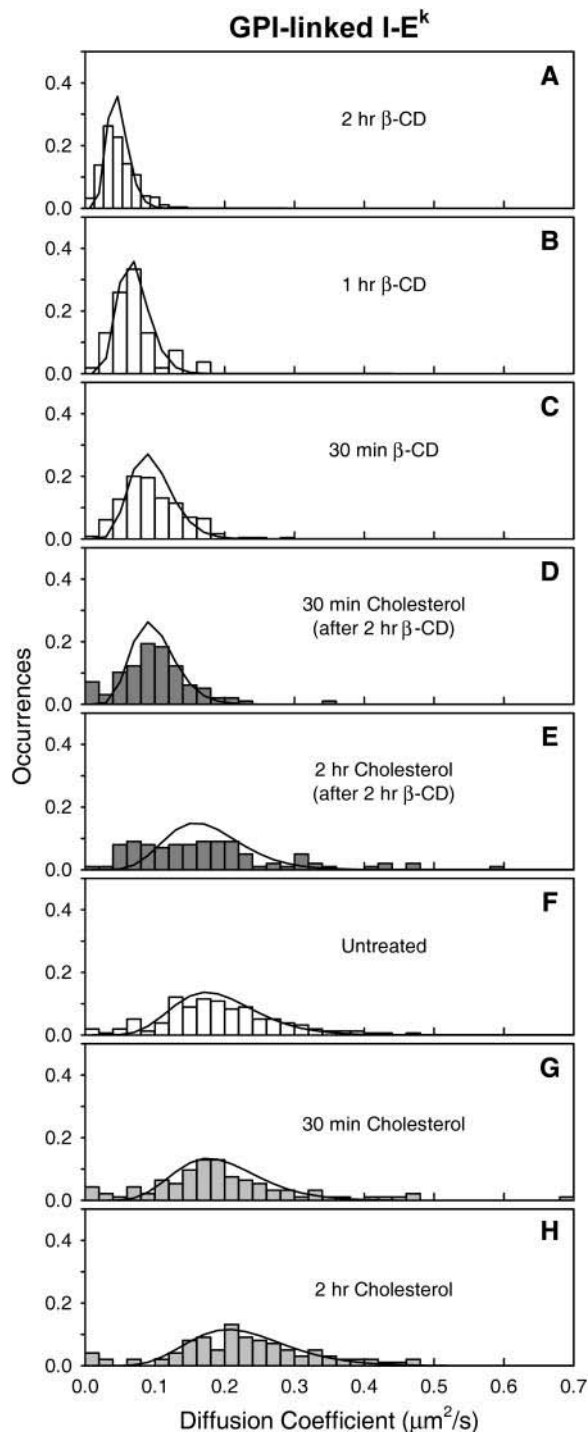 GPI-linked I-Eᵏ
A
2 hr β-CD
0.4
0.2
0.0
B
1 hr β-CD
0.4
0.2
0.0
C
30 min β-CD
0.4
0.2
0.0
D
30 min Cholesterol
(after 2 hr β-CD)
0.4
0.2
0.0
E
2 hr Cholesterol
(after 2 hr β-CD)
0.4
0.2
0.0
F
Untreated
0.4
0.2
0.0
G
30 min Cholesterol
0.4
0.2
0.0
H
2 hr Cholesterol
0.4
0.2
0.0
Occurrences
0.0 0.1 0.2 0.3 0.4 0.5 0.6 0.7
Diffusion Coefficient (μm²/s)